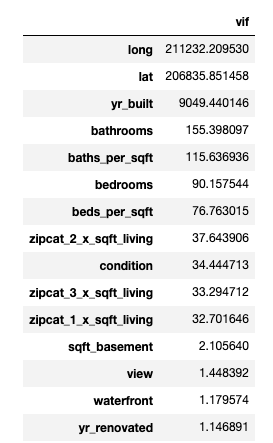 vif
long 211232.209530
lat 206835.851458
yr_built 9049.440146
bathrooms 155.398097
baths_per_sqft 115.636936
bedrooms 90.157544
beds_per_sqft 76.763015
zipcat_2_x_sqft_living 37.643906
condition 34.444713
zipcat_3_x_sqft_living 33.294712
zipcat_1_x_sqft_living 32.701646
sqft_basement 2.105640
view 1.448392
waterfront 1.179574
yr_renovated 1.146891